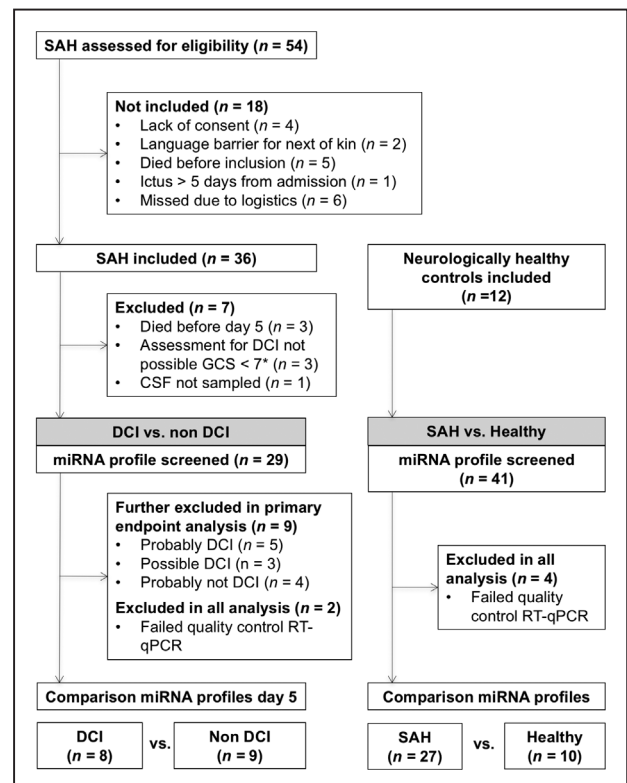 SAH assessed for eligibility (n = 54)
Not included (n = 18)
• Lack of consent (n = 4)
• Language barrier for next of kin (n = 2)
• Died before inclusion (n = 5)
• Ictus > 5 days from admission (n = 1)
• Missed due to logistics (n = 6)
SAH included (n = 36)
Neurologically healthy
controls included
(n =12)
Excluded (n = 7)
• Died before day 5 (n = 3)
• Assessment for DCI not
possible GCS < 7* (n = 3)
• CSF not sampled (n = 1)
DCI vs. non DCI
miRNA profile screened (n = 29)
SAH vs. Healthy
miRNA profile screened
(n = 41)
Further excluded in primary
endpoint analysis (n = 9)
• Probably DCI (n = 5)
• Possible DCI (n = 3)
• Probably not DCI (n = 4)
Excluded in all analysis (n = 2)
• Failed quality control RT-
qPCR
Excluded in all
analysis (n = 4)
• Failed quality
control RT-qPCR
Comparison miRNA profiles day 5
DCI
(n = 8)
vs.
Non DCI
(n = 9)
Comparison miRNA profiles
SAH
(n = 27)
vs.
Healthy
(n = 10)